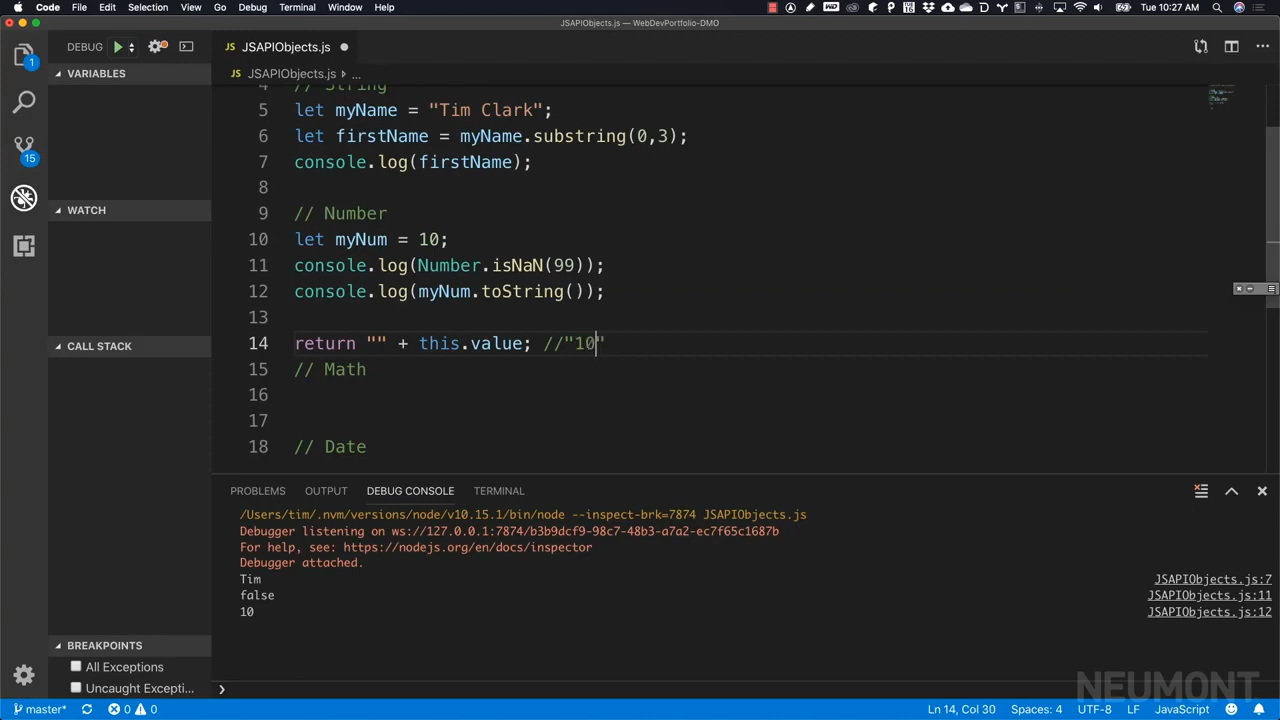 Code File Edit Selection View Go Debug Terminal Window Help Tue 10:27 AM
JSAPIObjects.js — WebDevPortfolio-DMO
DEBUG
JS JSAPIObjects.js
JS JSAPIObjects.js ...
VARIABLES
WATCH
CALL STACK
BREAKPOINTS
All Exceptions
Uncaught Excepti...
1
15
4 // String
5 let myName = "Tim Clark";
6 let firstName = myName.substring(0,3);
7 console.log(firstName);
8
9 // Number
10 let myNum = 10;
11 console.log(Number.isNaN(99));
12 console.log(myNum.toString());
13
14 return "" + this.value; //"10"
15 // Math
16
17
18 // Date
PROBLEMS OUTPUT DEBUG CONSOLE TERMINAL
/Users/tim/.nvm/versions/node/v10.15.1/bin/node --inspect-brk=7874 JSAPIObjects.js
Debugger listening on ws://127.0.0.1:7874/b3b9dcf9-98c7-48b3-a7a2-ec7f65c1687b
For help, see: https://nodejs.org/en/docs/inspector
Debugger attached.
Tim JSAPIObjects.js:7
false JSAPIObjects.js:11
10 JSAPIObjects.js:12
NEUMONT
master* 0 0 Ln 14, Col 30 Spaces: 4 UTF-8 LF JavaScript